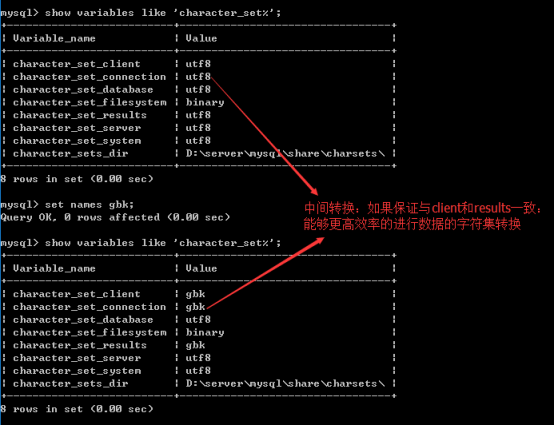 mysql> show variables like 'character_set%';
+--------------------------+-------------------------------+
| Variable_name            | Value                         |
+--------------------------+-------------------------------+
| character_set_client     | utf8                          |
| character_set_connection | utf8                          |
| character_set_database   | utf8                          |
| character_set_filesystem | binary                        |
| character_set_results    | utf8                          |
| character_set_server     | utf8                          |
| character_set_system     | utf8                          |
| character_sets_dir       | D:\server\mysql\share\charsets\ |
+--------------------------+-------------------------------+
8 rows in set (0.00 sec)
mysql> set names gbk;
Query OK, 0 rows affected (0.00 sec)
中间转换：如果保证与client和results一致：
能够更高效率的进行数据的字符集转换
mysql> show variables like 'character_set%';
+--------------------------+-------------------------------+
| Variable_name            | Value                         |
+--------------------------+-------------------------------+
| character_set_client     | gbk                           |
| character_set_connection | gbk                           |
| character_set_database   | utf8                          |
| character_set_filesystem | binary                        |
| character_set_results    | gbk                           |
| character_set_server     | utf8                          |
| character_set_system     | utf8                          |
| character_sets_dir       | D:\server\mysql\share\charsets\ |
+--------------------------+-------------------------------+
8 rows in set (0.00 sec)